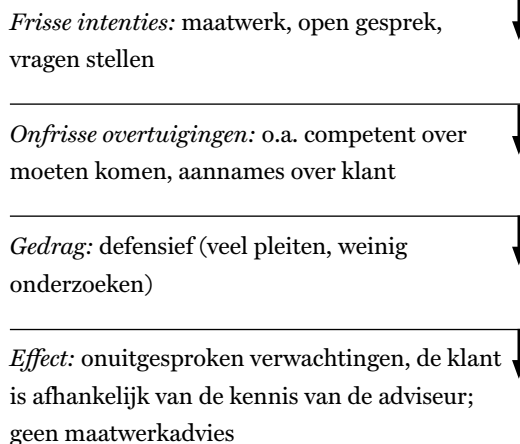 Frisse intenties: maatwerk, open gesprek,
vragen stellen
Onfrisse overtuigingen: o.a. competent over
moeten komen, aannames over klant
Gedrag: defensief (veel pleiten, weinig
onderzoeken)
Effect: onuitgesproken verwachtingen, de klant
is afhankelijk van de kennis van de adviseur;
geen maatwerkadvies